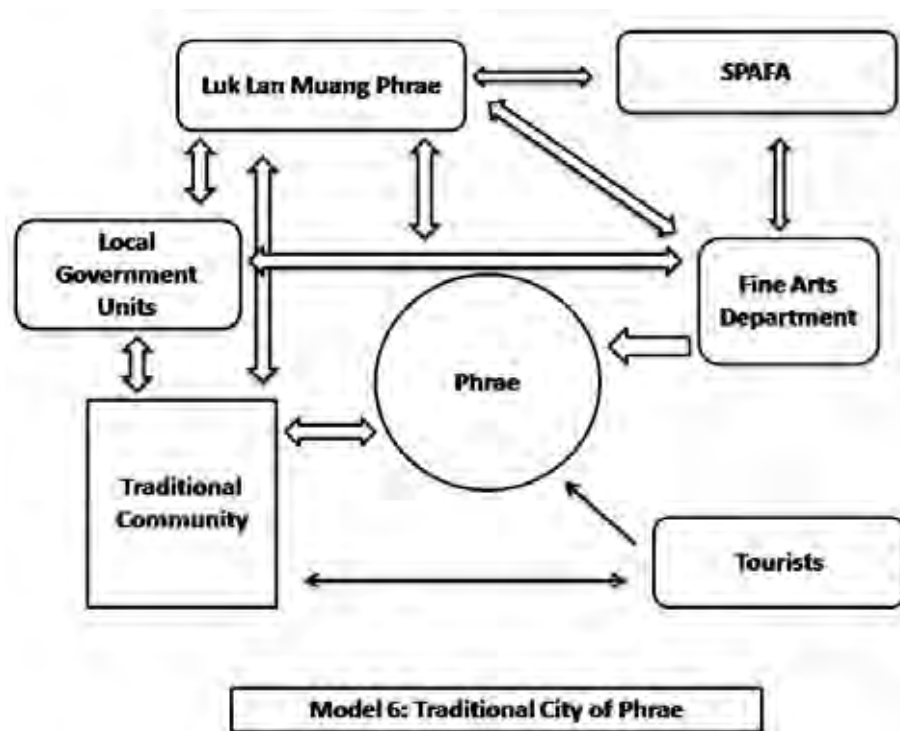 Luk Lan Muang Phrae
SPAFA
Local
Government
Units
Fine Arts
Department
Phrae
Traditional
Community
Tourists
Model 6: Traditional City of Phrae